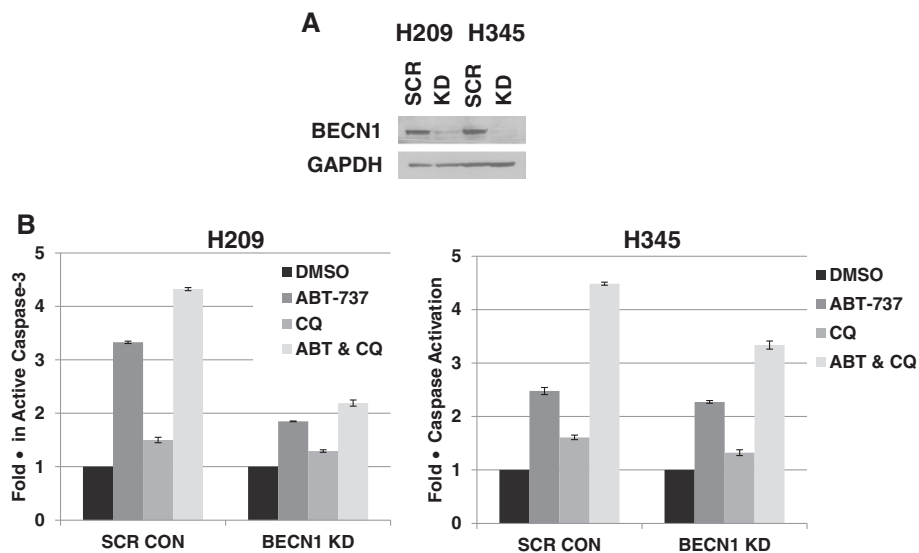 A
H209 H345
SCR
KD
SCR
KD
BECN1
GAPDH
B
H209
Fold • in Active Caspase-3
5
4
3
2
1
0
DMSO
ABT-737
CQ
ABT & CQ
SCR CON
BECN1 KD
H345
Fold • Caspase Activation
5
4
3
2
1
0
DMSO
ABT-737
CQ
ABT & CQ
SCR CON
BECN1 KD